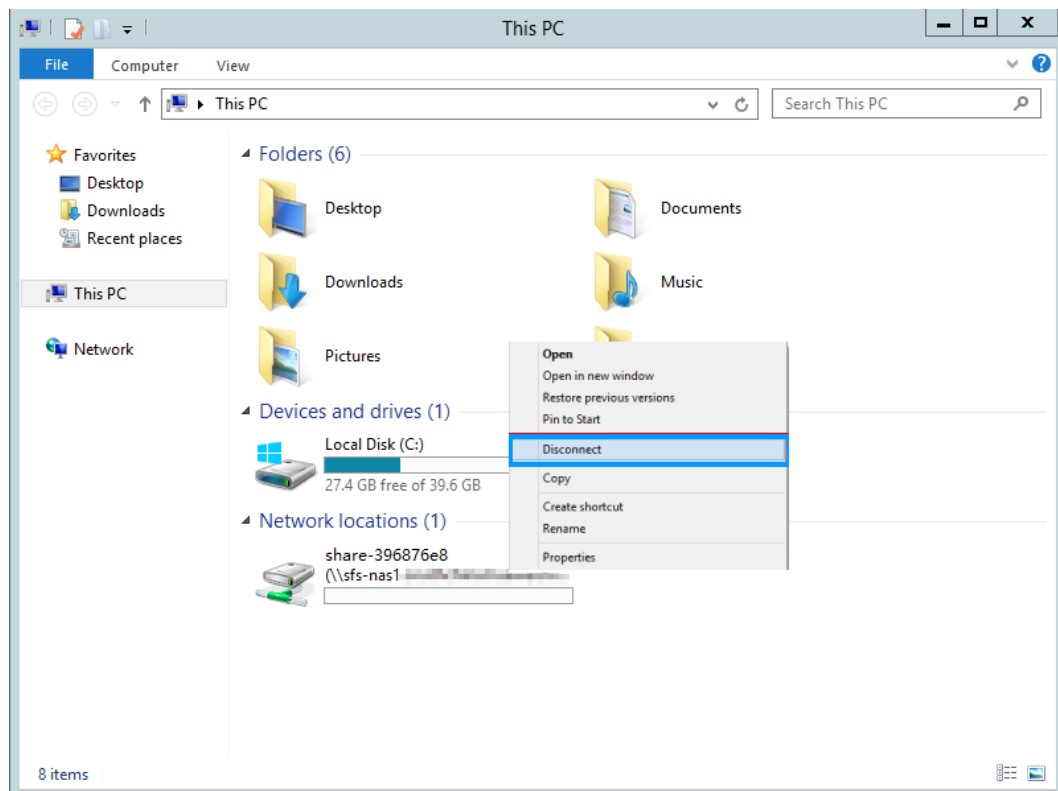 This PC
File Computer View
This PC
Search This PC
Favorites
Desktop
Downloads
Recent places
This PC
Network
Folders (6)
Desktop
Documents
Downloads
Music
Pictures
Devices and drives (1)
Local Disk (C:)
27.4 GB free of 39.6 GB
Network locations (1)
share-396876e8
(\\sfs-nas1
Open
Open in new window
Restore previous versions
Pin to Start
Disconnect
Copy
Create shortcut
Rename
Properties
8 items